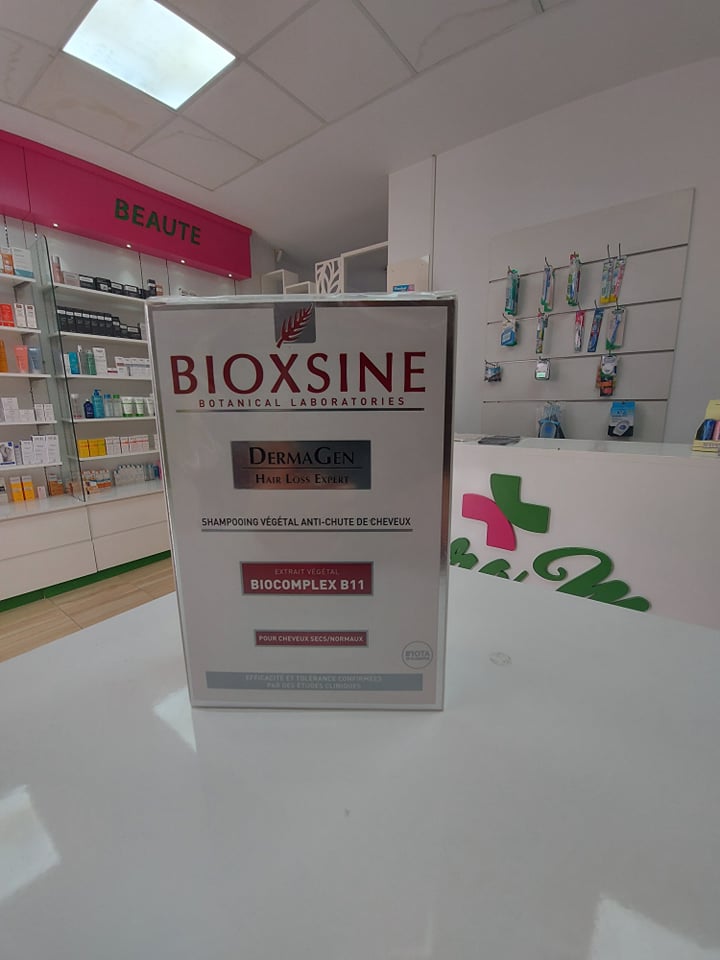 BEAUTE
BIOXSINE
BOTANICAL LABORATORIES
DERMAGEN
HAIR LOSS EXPERT
SHAMPOOING VÉGÉTAL ANTI-CHUTE DE CHEVEUX
EXTRAIT VÉGÉTAL
BIOCOMPLEX B11
POUR CHEVEUX SECS/NORMAUX
B'IOTA
EFFICACITÉ ET TOLÉRANCE CONFIRMÉES
PAR DES ÉTUDES CLINIQUES